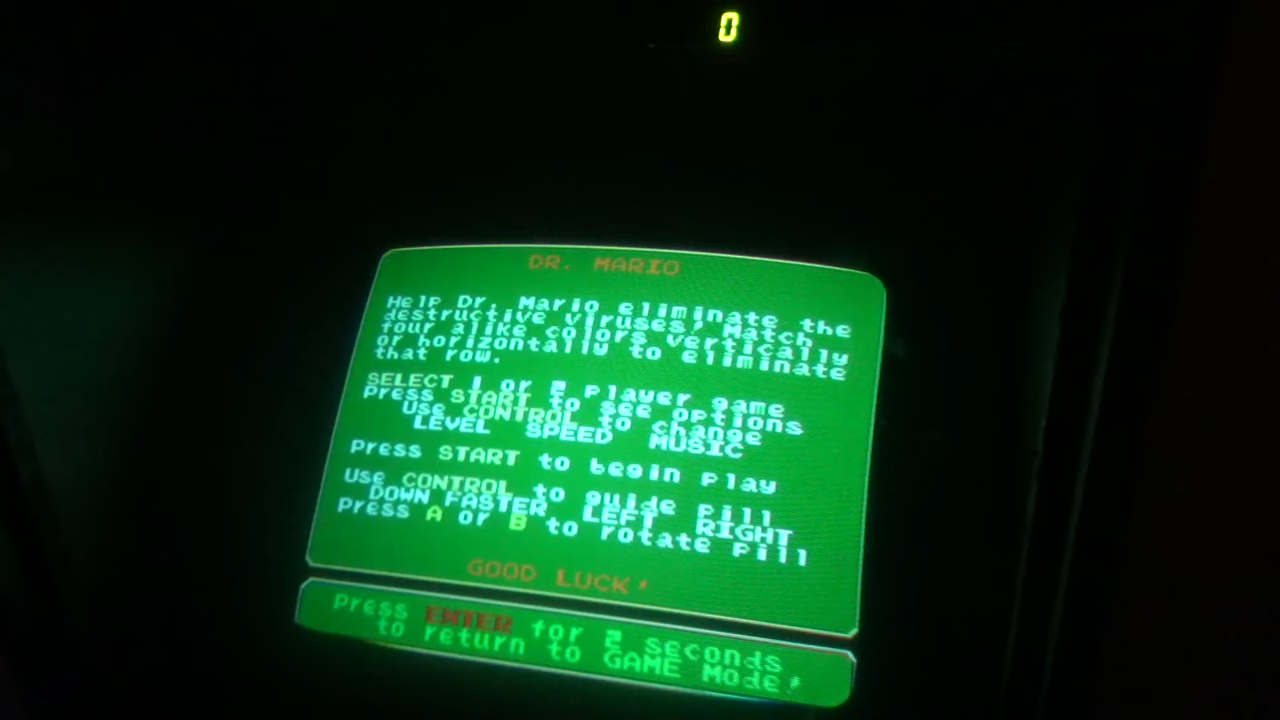 0
DR. MARIO
Help Dr. Mario eliminate the
destructive viruses! Match
four alike colors vertically
or horizontally to eliminate
that row.
SELECT 1 or 2 player game
Press START to see options
Use CONTROL to change
LEVEL SPEED MUSIC
Press START to begin play
Use CONTROL to guide pill
DOWN FASTER LEFT RIGHT
Press A or B to rotate pill
GOOD LUCK!
Press ENTER for 2 seconds
to return to GAME Mode!